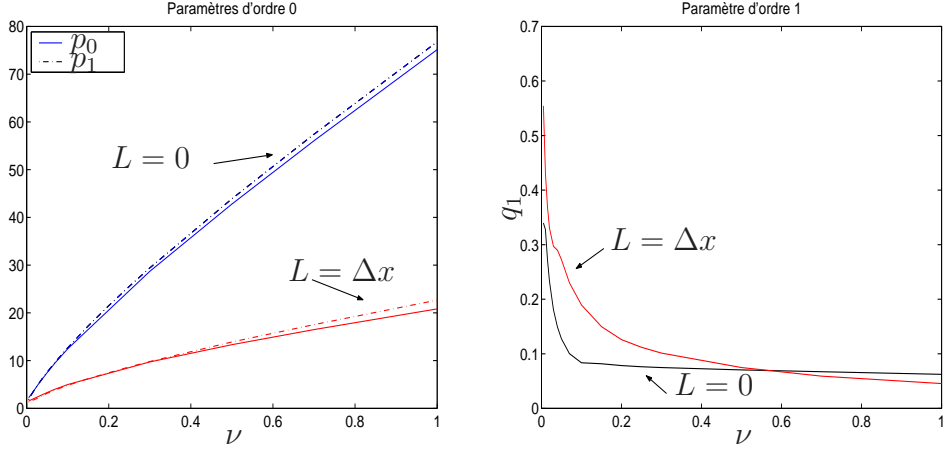 Paramètres d'ordre 0
80
70
60
50
40
30
20
10
0
p₀
p₁
L = 0
L = Δx
0
0.2
0.4
0.6
0.8
1
ν
Paramètre d'ordre 1
0.7
0.6
0.5
0.4
0.3
0.2
0.1
0
q₁
L = Δx
L = 0
0
0.2
0.4
0.6
0.8
1
ν